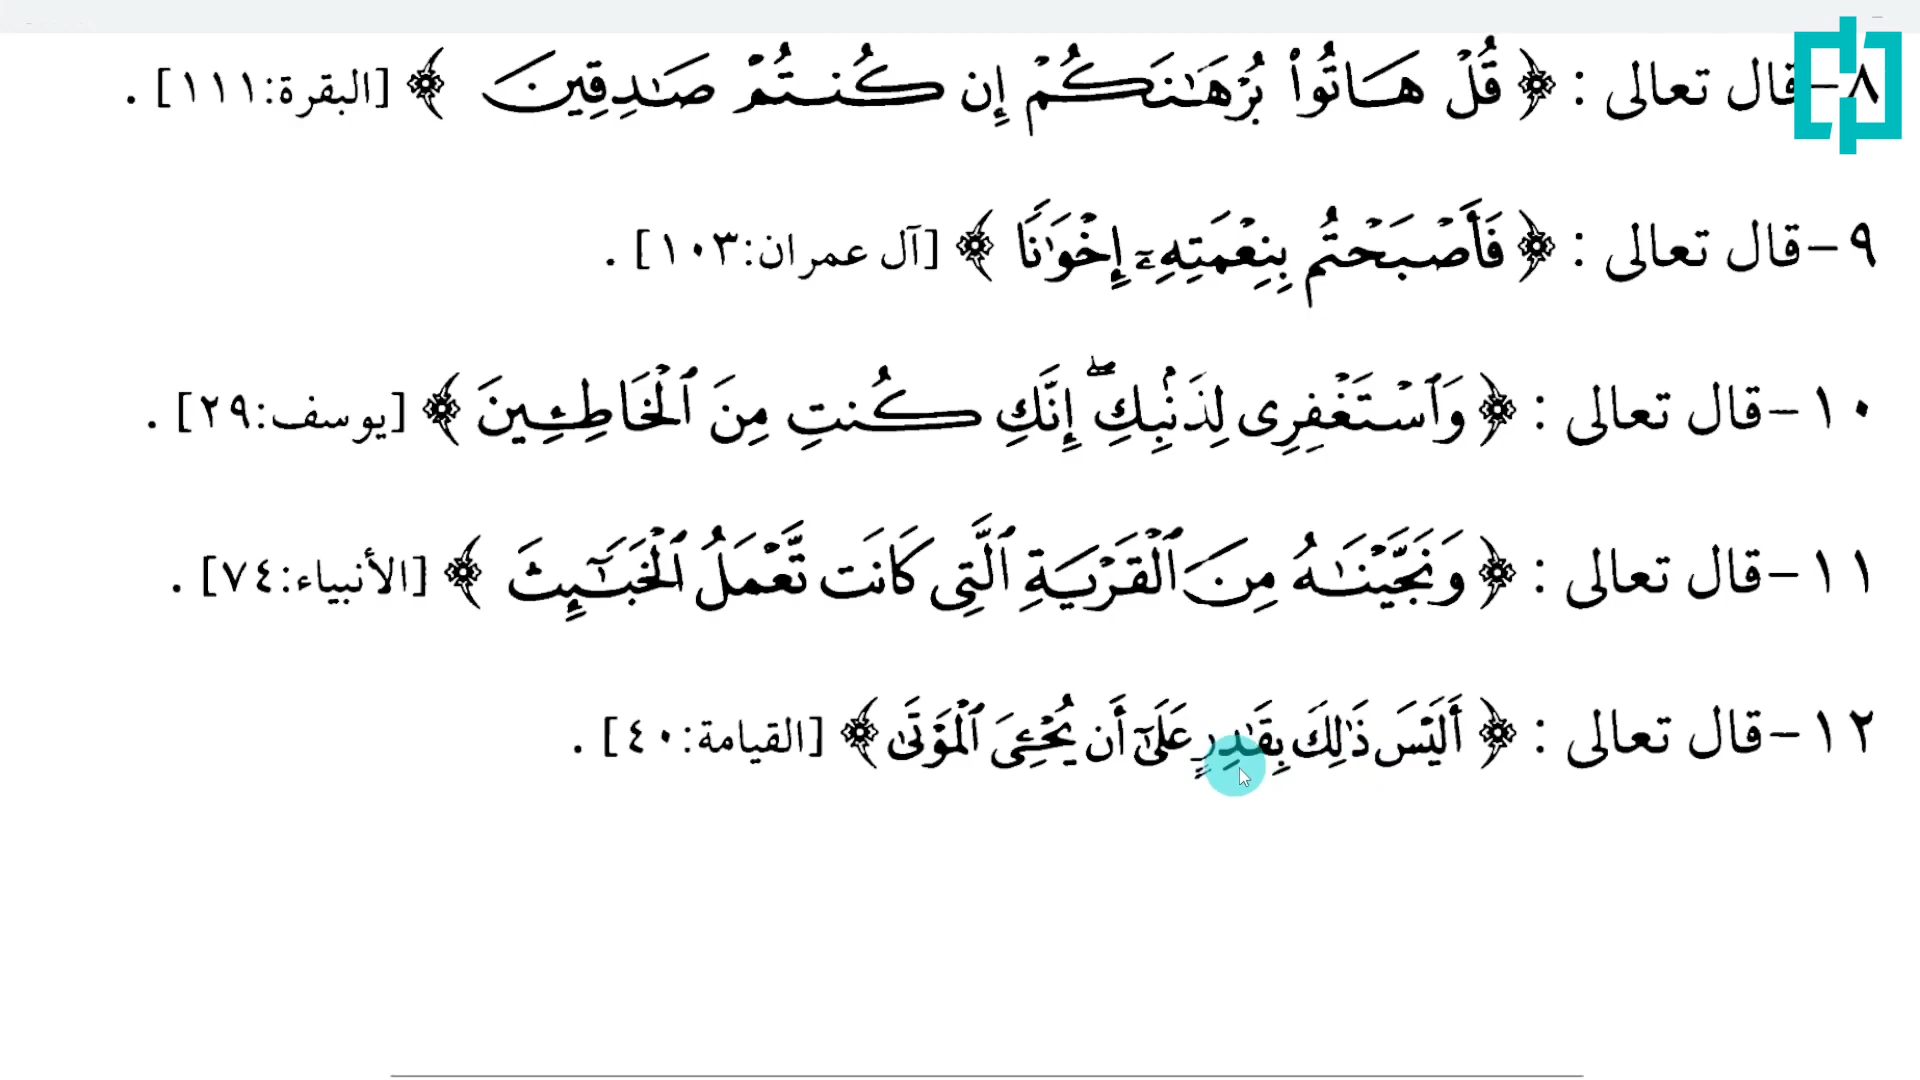 ٨-قال تعالى : ﴿ قُلْ هَاتُوا۟ بُرْهَـٰنَكُمْ إِن كُنتُمْ صَـٰدِقِينَ ﴾ [البقرة:١١١] .
٩-قال تعالى : ﴿ فَأَصْبَحْتُم بِنِعْمَتِهِۦٓ إِخْوَٰنًا ﴾ [آل عمران:١٠٣] .
١٠-قال تعالى : ﴿ وَٱسْتَغْفِرِى لِذَنۢبِكِ ۖ إِنَّكِ كُنتِ مِنَ ٱلْخَاطِـِٔينَ ﴾ [يوسف:٢٩] .
١١-قال تعالى : ﴿ وَنَجَّيْنَـٰهُ مِنَ ٱلْقَرْيَةِ ٱلَّتِى كَانَت تَّعْمَلُ ٱلْخَبَـٰٓئِثَ ﴾ [الأنبياء:٧٤] .
١٢-قال تعالى : ﴿ أَلَيْسَ ذَٰلِكَ بِقَـٰدِرٍ عَلَىٰٓ أَن يُحْـِۧىَ ٱلْمَوْتَىٰ ﴾ [القيامة:٤٠] .